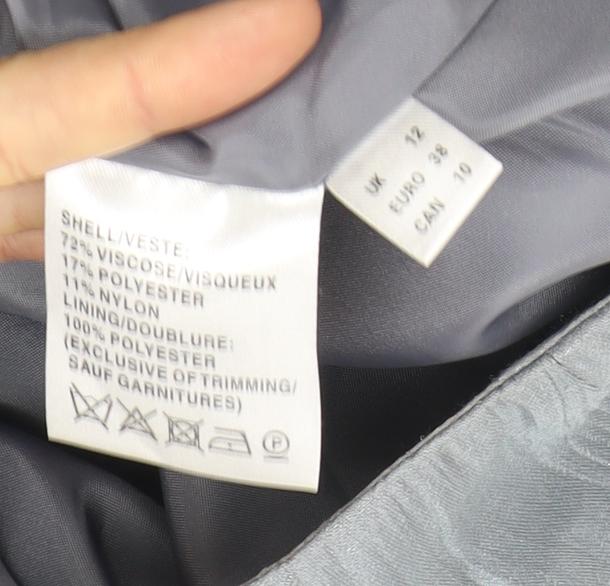 SHELL/VESTE:
72% VISCOSE/VISQUEUX
17% POLYESTER
11% NYLON
LINING/DOUBLURE:
100% POLYESTER
(EXCLUSIVE OF TRIMMING/
SAUF GARNITURES)
P
UK 12
EURO 38
CAN 10